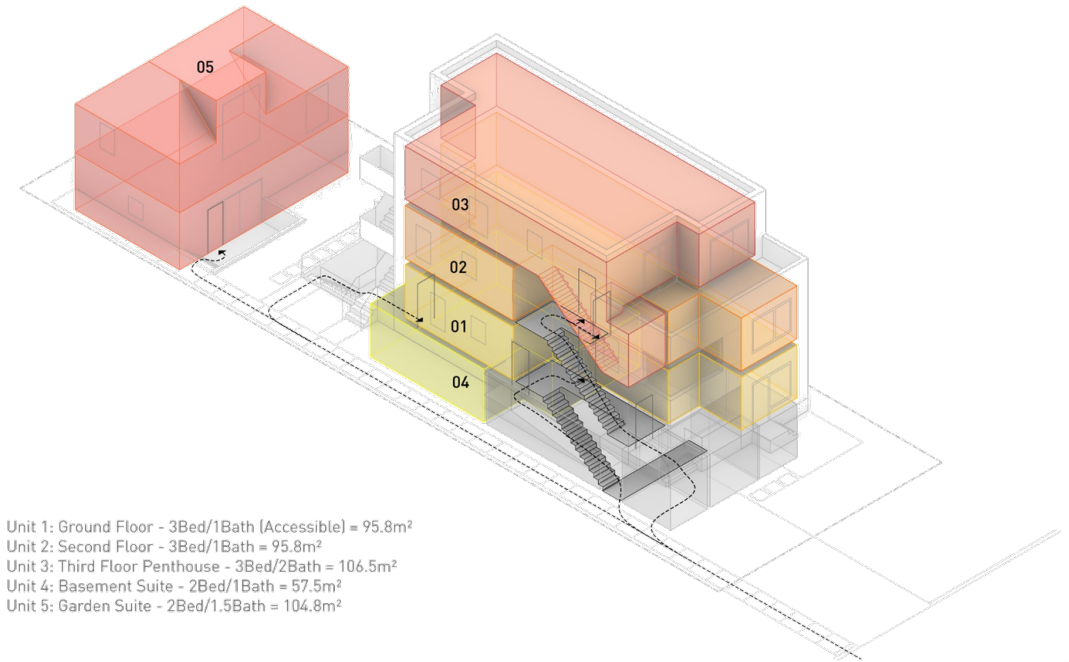 05
03
02
01
04
Unit 1: Ground Floor - 3Bed/1Bath (Accessible) = 95.8m²
Unit 2: Second Floor - 3Bed/1Bath = 95.8m²
Unit 3: Third Floor Penthouse - 3Bed/2Bath = 106.5m²
Unit 4: Basement Suite - 2Bed/1Bath = 57.5m²
Unit 5: Garden Suite - 2Bed/1.5Bath = 104.8m²